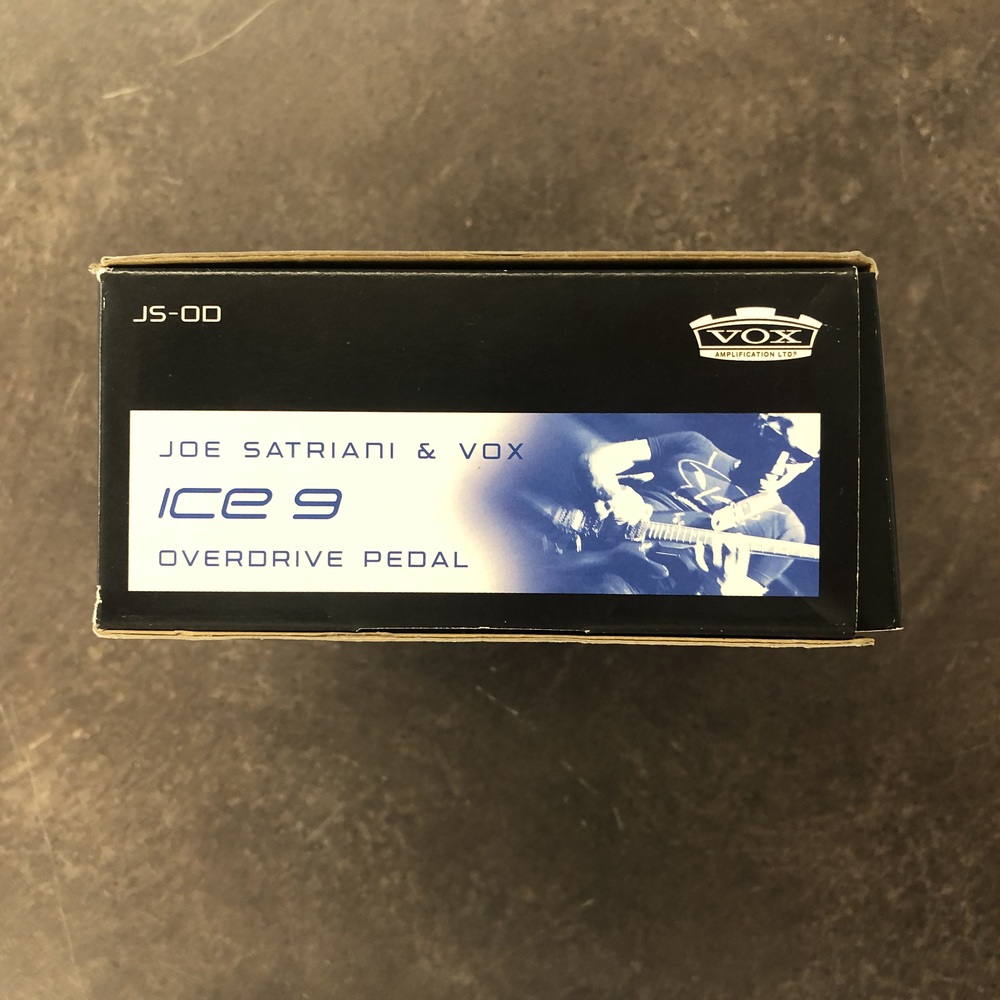 JS-OD
VOX
AMPLIFICATION LTD®
JOE SATRIANI & VOX
ICE 9
OVERDRIVE PEDAL